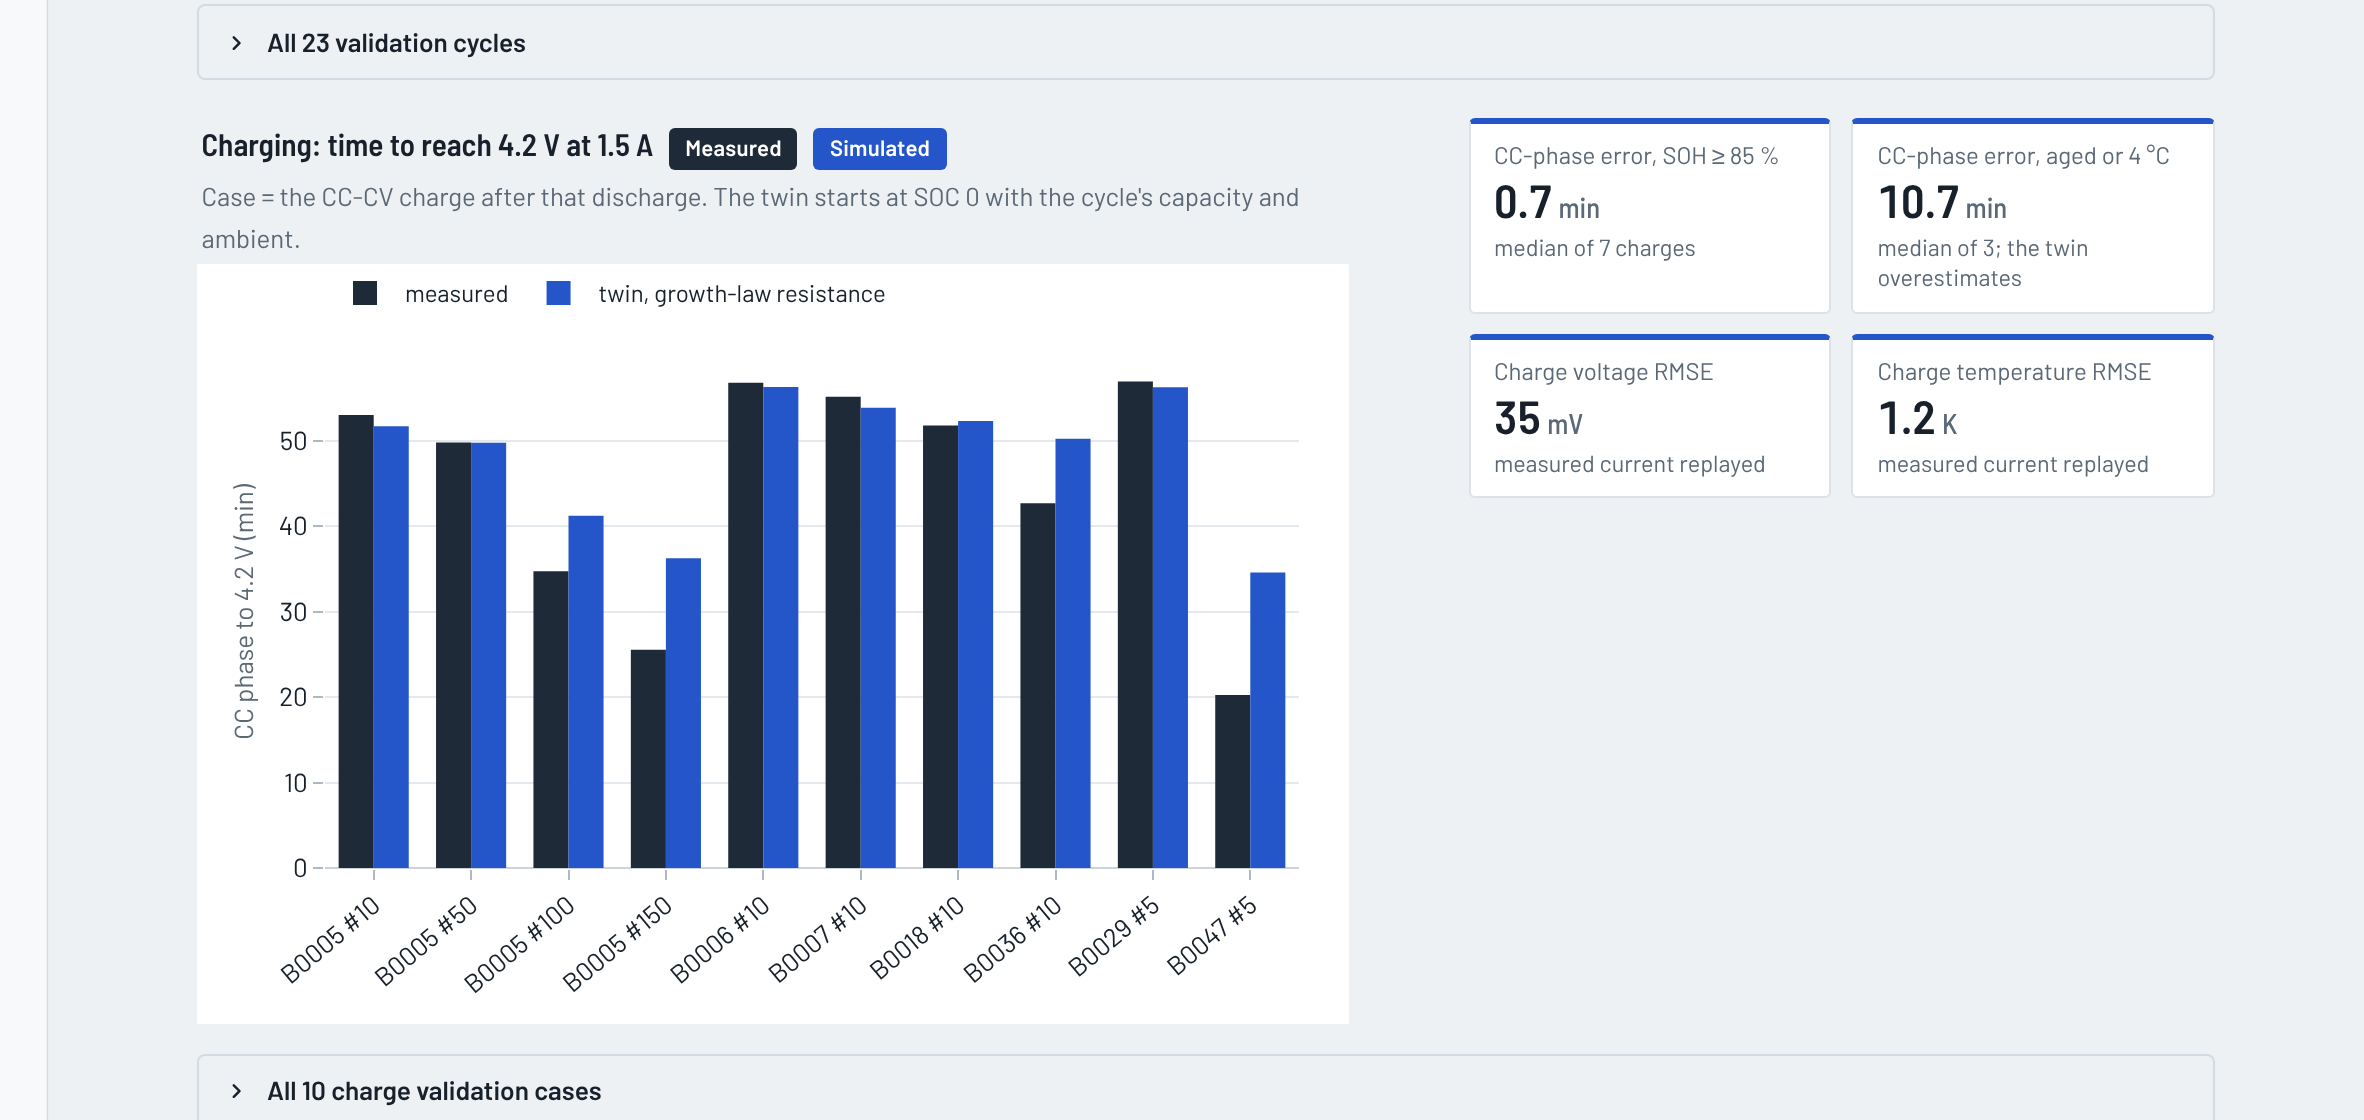 All 23 validation cycles
Charging: time to reach 4.2 V at 1.5 A Measured Simulated
Case = the CC-CV charge after that discharge. The twin starts at SOC 0 with the cycle's capacity and
ambient.
measured twin, growth-law resistance
CC phase to 4.2 V (min)
50
40
30
20
10
0
B0005 #10
B0005 #50
B0005 #100
B0005 #150
B0006 #10
B0007 #10
B0018 #10
B0036 #10
B0029 #5
B0047 #5
CC-phase error, SOH ≥ 85 %
0.7 min
median of 7 charges
CC-phase error, aged or 4 °C
10.7 min
median of 3; the twin
overestimates
Charge voltage RMSE
35 mV
measured current replayed
Charge temperature RMSE
1.2 K
measured current replayed
All 10 charge validation cases